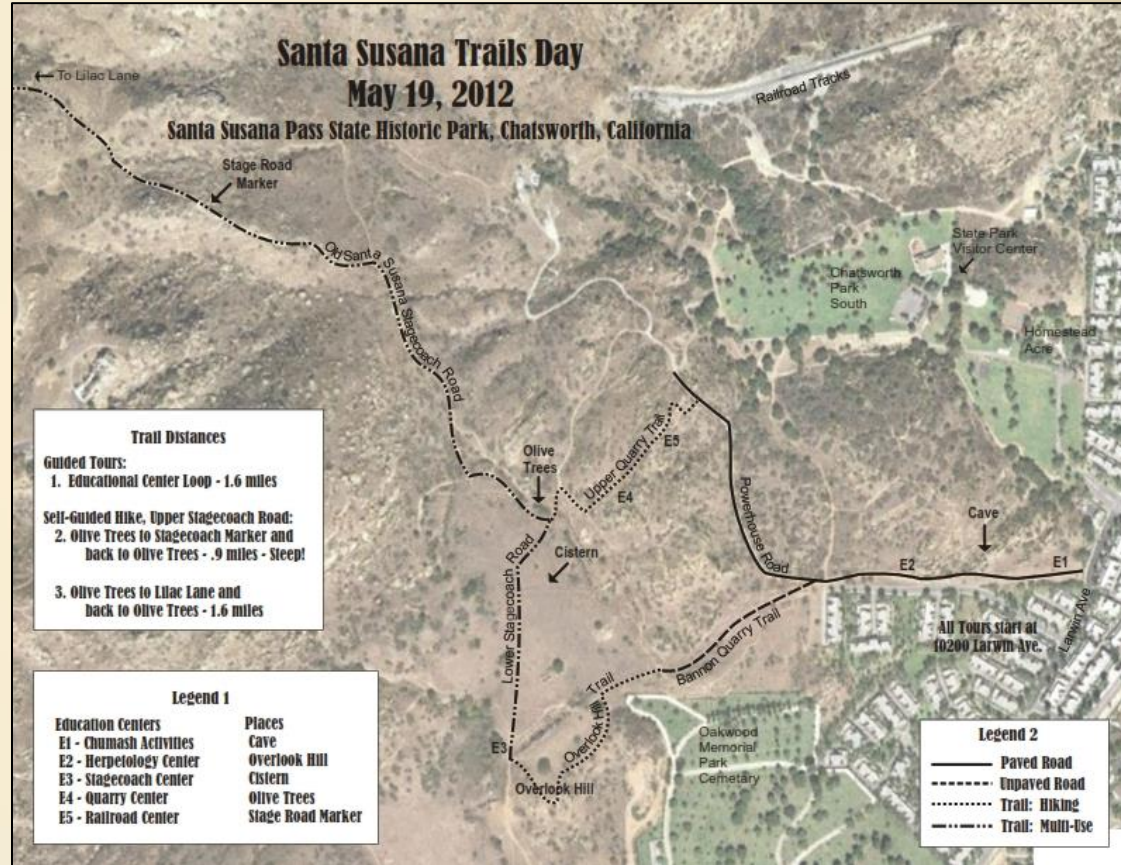 Santa Susana Trails Day
May 19, 2012
Santa Susana Pass State Historic Park, Chatsworth, California
To Lilac Lane
Railroad Tracks
Stage Road
Marker
Old Santa Susana Stagecoach Road
State Park
Visitor Center
Chatsworth
Park
South
Homestead
Acre
Trail Distances
Guided Tours:
1. Educational Center Loop - 1.6 miles
Self-Guided Hike, Upper Stagecoach Road:
2. Olive Trees to Stagecoach Marker and
back to Olive Trees - .9 miles - Steep!
3. Olive Trees to Lilac Lane and
back to Olive Trees - 1.6 miles
Olive
Trees
Upper Quarry Trail
E5
E4
Powerhouse Road
Cave
E2
E1
Cistern
Lower Stagecoach Road
Bannon Quarry Trail
All Tours start at
10200 Larwin Ave.
Larwin Ave
E3
Overlook Hill Trail
Overlook Hill
Oakwood
Memorial
Park
Cemetary
Legend 1
Education Centers Places
E1 - Chumash Activities Cave
E2 - Herpetology Center Overlook Hill
E3 - Stagecoach Center Cistern
E4 - Quarry Center Olive Trees
E5 - Railroad Center Stage Road Marker
Legend 2
Paved Road
Unpaved Road
Trail: Hiking
Trail: Multi-Use